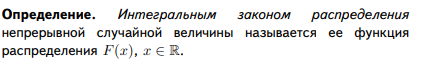 Определение. Интегральным законом распределения
непрерывной случайной величины называется ее функция
распределения F(x), x ∈ ℝ.